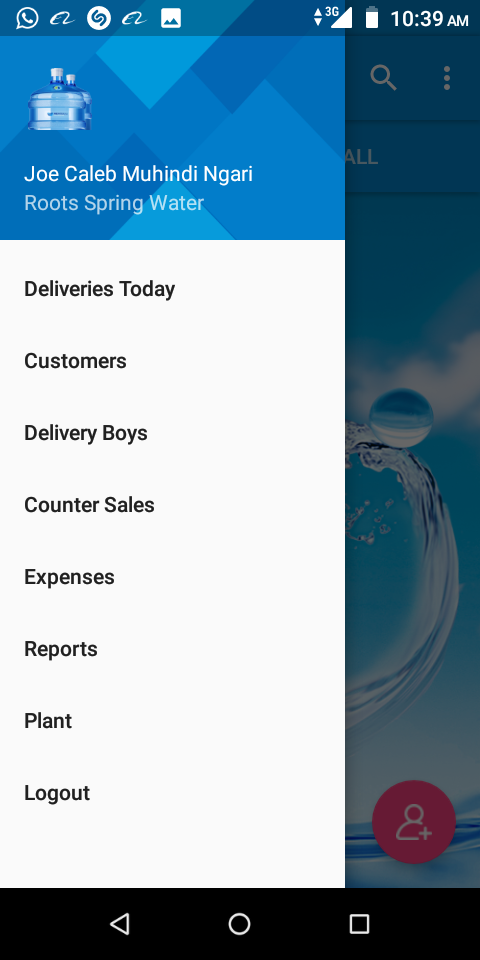 3G 10:39 AM
ALL
Joe Caleb Muhindi Ngari
Roots Spring Water
Deliveries Today
Customers
Delivery Boys
Counter Sales
Expenses
Reports
Plant
Logout